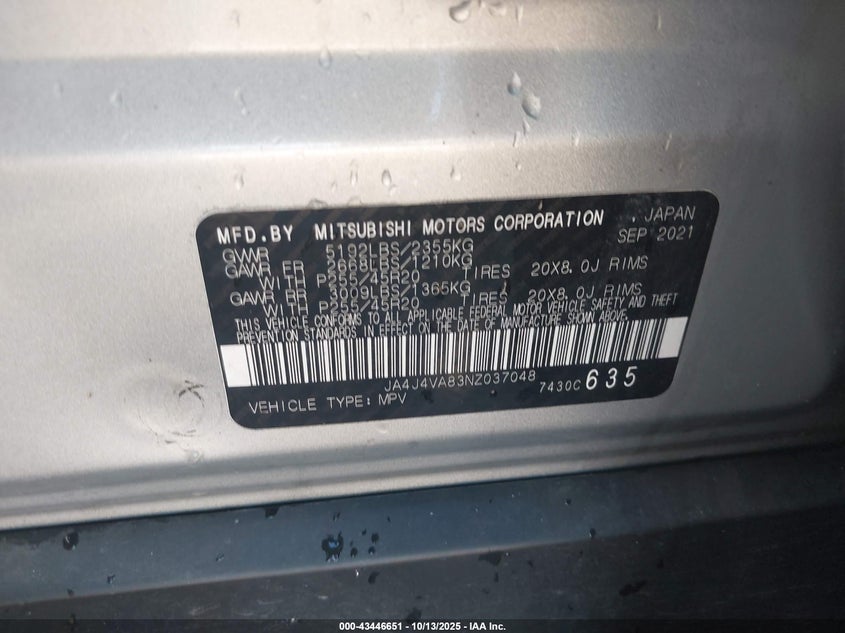 MFD.BY MITSUBISHI MOTORS CORPORATION , JAPAN
SEP 2021
GVWR 5192LBS/2355KG
GAWR FR 2668LBS/1210KG
WITH P255/45R20 TIRES 20X8.0J RIMS
GAWR RR 3009LBS/1365KG
WITH P255/45R20 TIRES 20X8.0J RIMS
THIS VEHICLE CONFORMS TO ALL APPLICABLE FEDERAL MOTOR VEHICLE SAFETY AND THEFT
PREVENTION STANDARDS IN EFFECT ON THE DATE OF MANUFACTURE SHOWN ABOVE.
JA4J4VA83NZ037048
7430C 635
VEHICLE TYPE: MPV
000-43446651 - 10/13/2025 - IAA Inc.